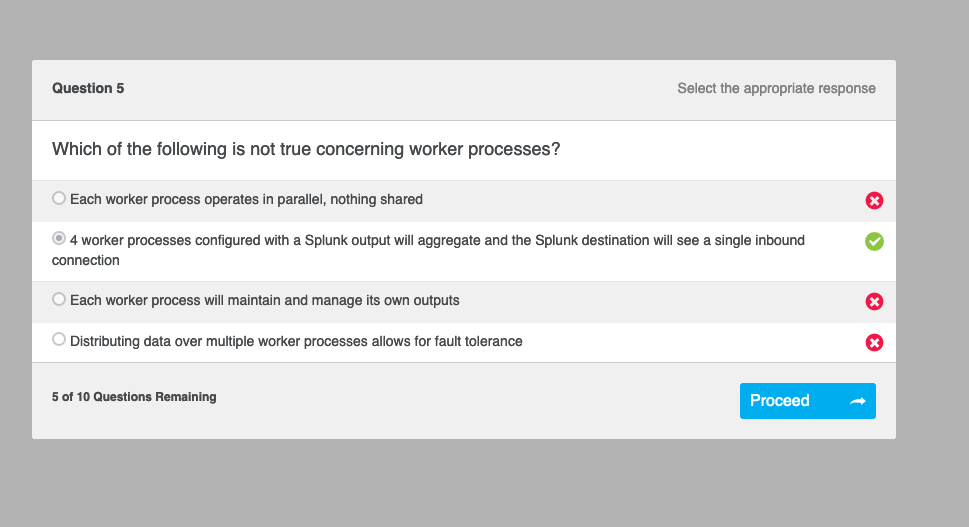 Question 5
Select the appropriate response
Which of the following is not true concerning worker processes?
Each worker process operates in parallel, nothing shared
4 worker processes configured with a Splunk output will aggregate and the Splunk destination will see a single inbound
connection
Each worker process will maintain and manage its own outputs
Distributing data over multiple worker processes allows for fault tolerance
5 of 10 Questions Remaining
Proceed